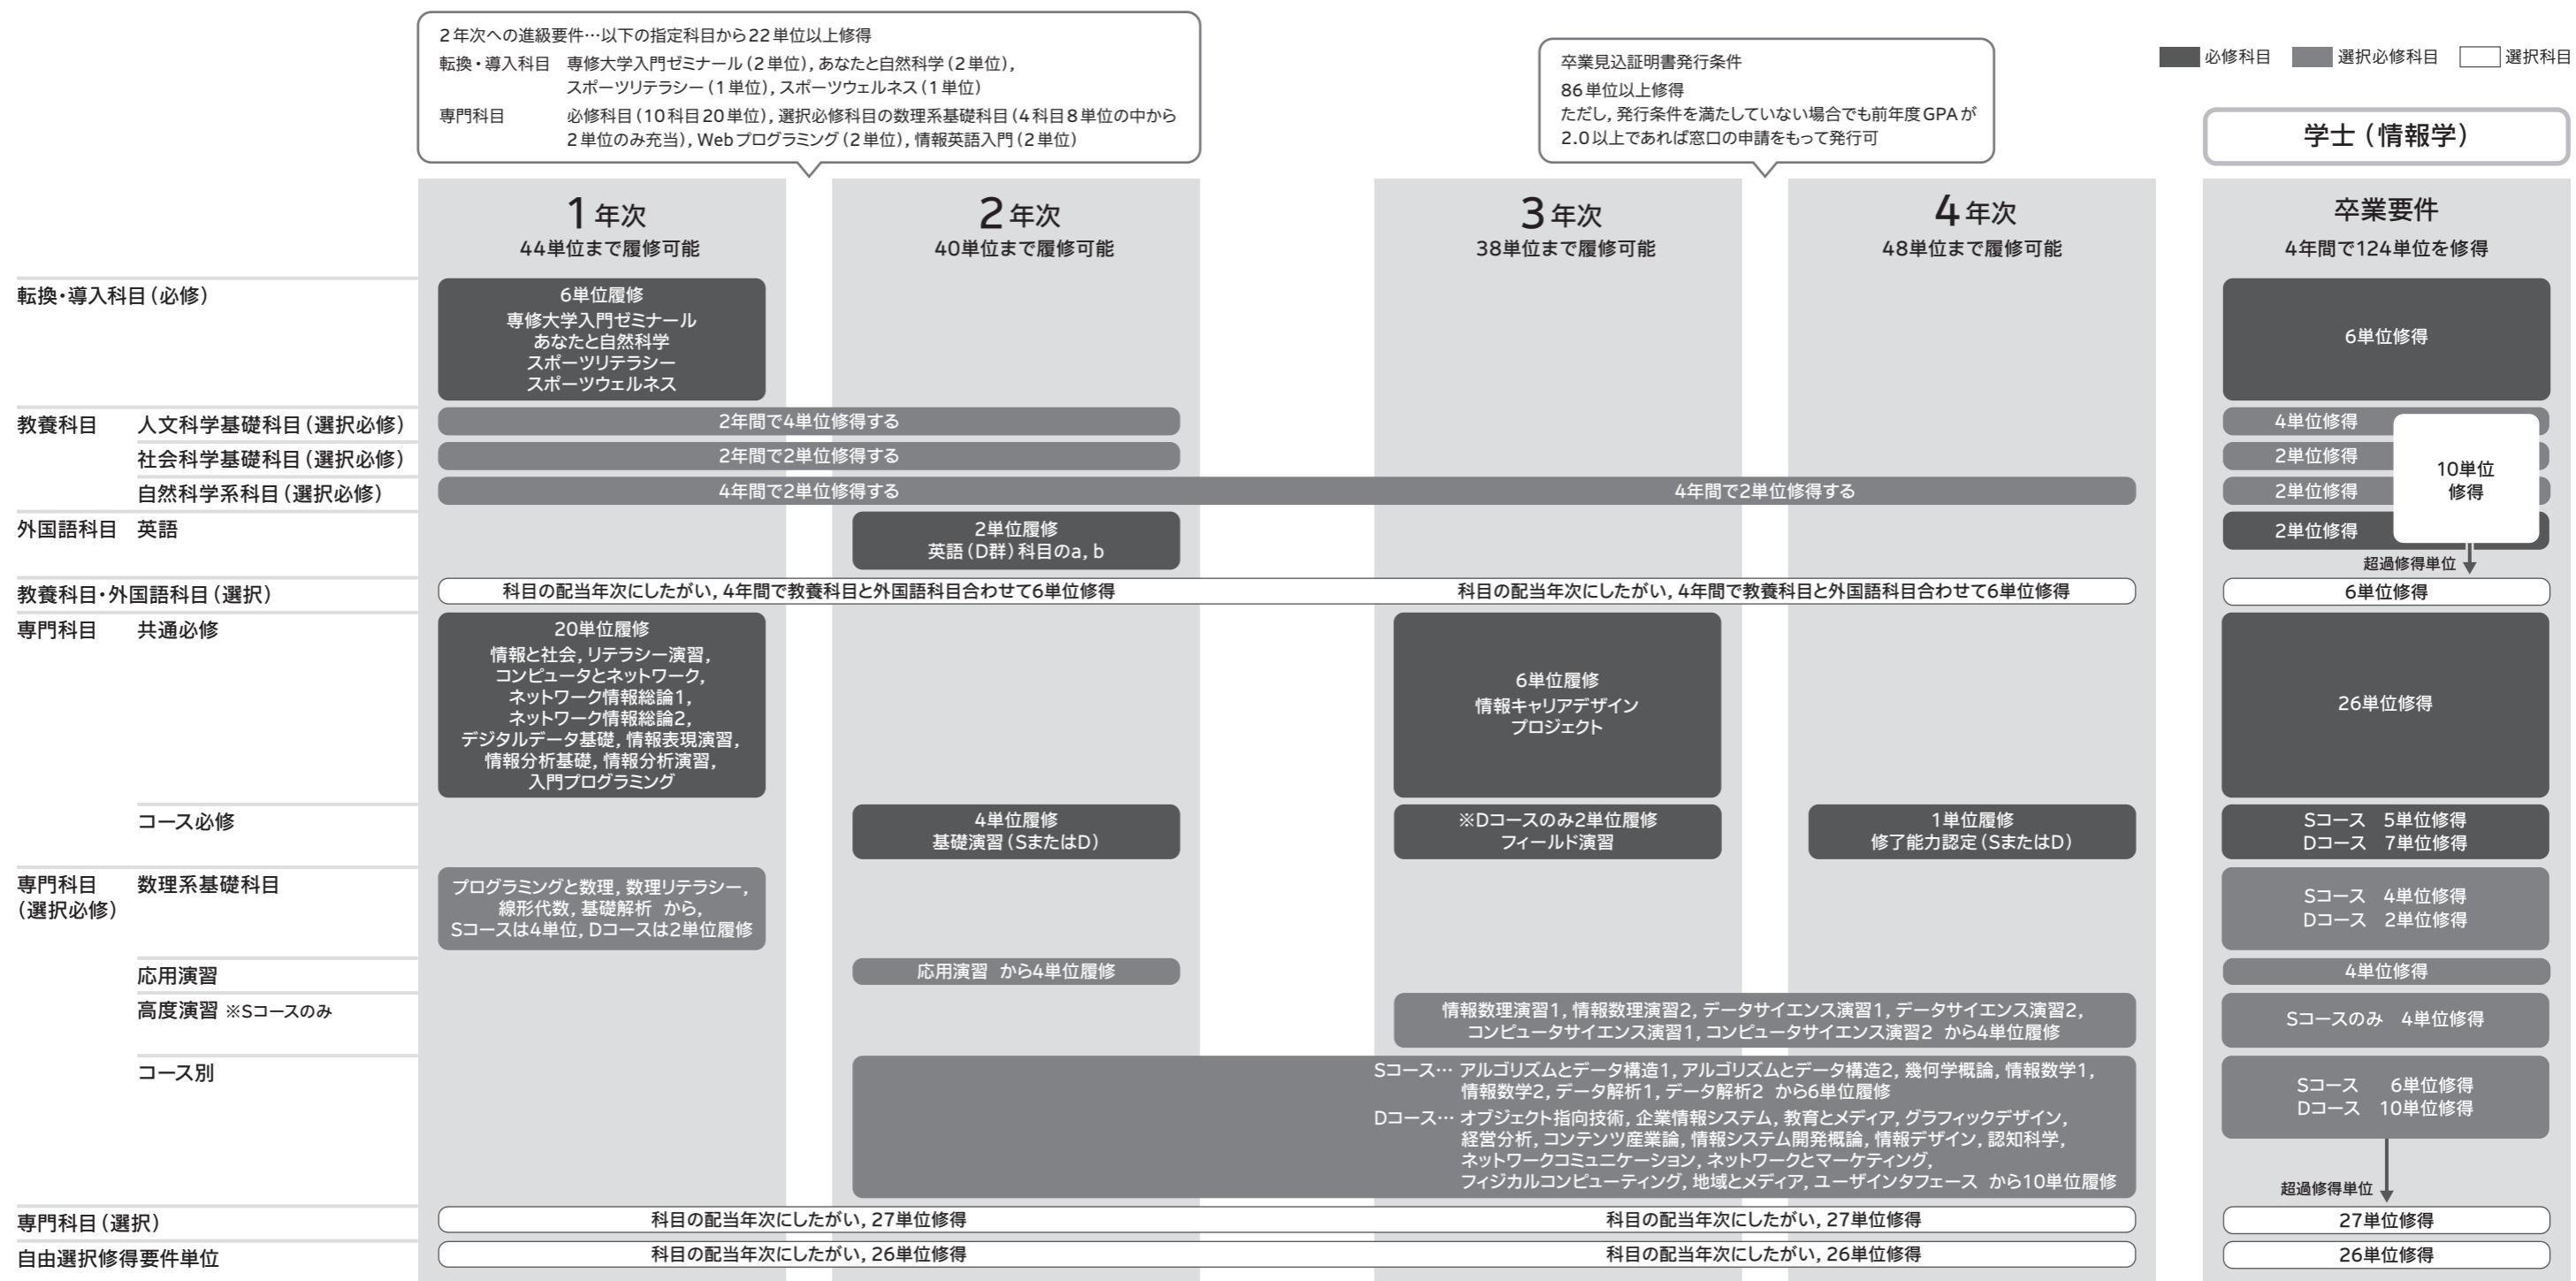 2年次への進級要件…以下の指定科目から22単位以上修得
転換・導入科目 専修大学入門ゼミナール（2単位），あなたと自然科学（2単位），
スポーツリテラシー（1単位），スポーツウェルネス（1単位）
専門科目 必修科目（10科目20単位），選択必修科目の数理系基礎科目（4科目8単位の中から
2単位のみ充当），Webプログラミング（2単位），情報英語入門（2単位）
卒業見込証明書発行条件
86単位以上修得
ただし，発行条件を満たしていない場合でも前年度GPAが
2.0以上であれば窓口の申請をもって発行可
必修科目 選択必修科目 選択科目
学士（情報学）
1年次
44単位まで履修可能
2年次
40単位まで履修可能
3年次
38単位まで履修可能
4年次
48単位まで履修可能
卒業要件
4年間で124単位を修得
転換・導入科目（必修）
6単位履修
専修大学入門ゼミナール
あなたと自然科学
スポーツリテラシー
スポーツウェルネス
6単位修得
教養科目 人文科学基礎科目（選択必修）
2年間で4単位修得する
4単位修得
社会科学基礎科目（選択必修）
2年間で2単位修得する
2単位修得
自然科学系科目（選択必修）
4年間で2単位修得する
4年間で2単位修得する
2単位修得
10単位
修得
外国語科目 英語
2単位履修
英語（D群）科目のa，b
2単位修得
超過修得単位
教養科目・外国語科目（選択）
科目の配当年次にしたがい，4年間で教養科目と外国語科目合わせて6単位修得
科目の配当年次にしたがい，4年間で教養科目と外国語科目合わせて6単位修得
6単位修得
専門科目 共通必修
20単位履修
情報と社会，リテラシー演習，
コンピュータとネットワーク，
ネットワーク情報総論1，
ネットワーク情報総論2，
デジタルデータ基礎，情報表現演習，
情報分析基礎，情報分析演習，
入門プログラミング
6単位履修
情報キャリアデザイン
プロジェクト
26単位修得
コース必修
4単位履修
基礎演習（SまたはD）
※Dコースのみ2単位履修
フィールド演習
1単位履修
修了能力認定（SまたはD）
Sコース 5単位修得
Dコース 7単位修得
専門科目 数理系基礎科目
（選択必修）
プログラミングと数理，数理リテラシー，
線形代数，基礎解析 から，
Sコースは4単位，Dコースは2単位履修
Sコース 4単位修得
Dコース 2単位修得
応用演習
応用演習 から4単位履修
4単位修得
高度演習 ※Sコースのみ
情報数理演習1，情報数理演習2，データサイエンス演習1，データサイエンス演習2，
コンピュータサイエンス演習1，コンピュータサイエンス演習2 から4単位履修
Sコースのみ 4単位修得
コース別
Sコース… アルゴリズムとデータ構造1，アルゴリズムとデータ構造2，幾何学概論，情報数学1，
情報数学2，データ解析1，データ解析2 から6単位履修
Dコース… オブジェクト指向技術，企業情報システム，教育とメディア，グラフィックデザイン，
経営分析，コンテンツ産業論，情報システム開発概論，情報デザイン，認知科学，
ネットワークコミュニケーション，ネットワークとマーケティング，
フィジカルコンピューティング，地域とメディア，ユーザインタフェース から10単位履修
Sコース 6単位修得
Dコース 10単位修得
超過修得単位
専門科目（選択）
科目の配当年次にしたがい，27単位修得
科目の配当年次にしたがい，27単位修得
27単位修得
自由選択修得要件単位
科目の配当年次にしたがい，26単位修得
科目の配当年次にしたがい，26単位修得
26単位修得